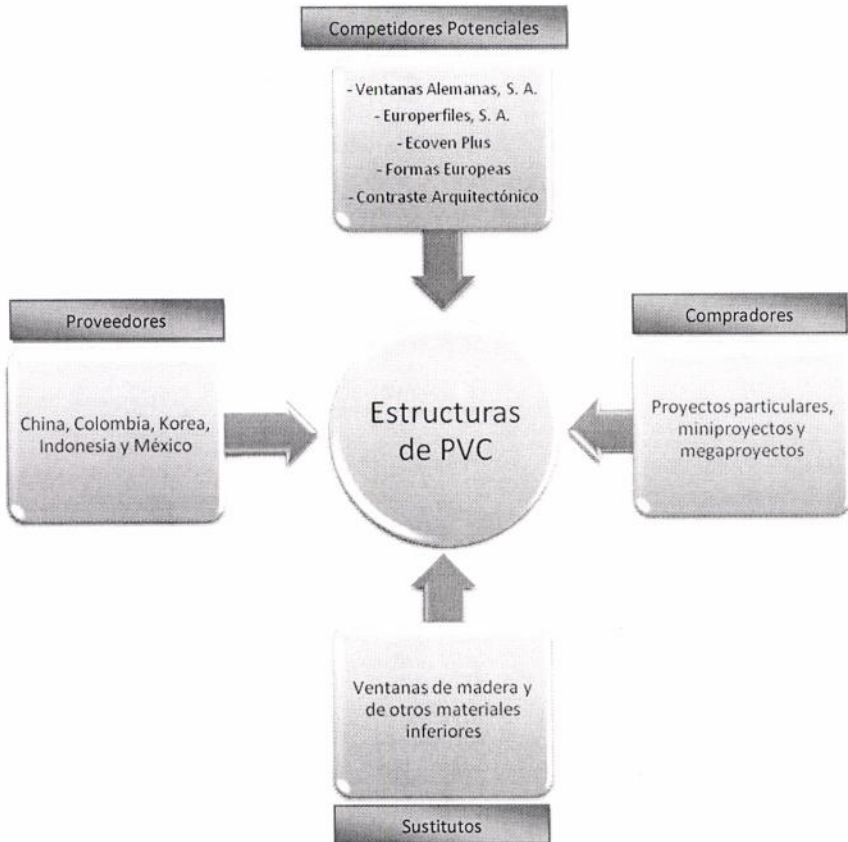 Competidores Potenciales
- Ventanas Alemanas, S. A.
- Europerfiles, S. A.
- Ecoven Plus
- Formas Europeas
- Contraste Arquitectónico
Proveedores
China, Colombia, Korea,
Indonesia y México
Estructuras
de PVC
Compradores
Proyectos particulares,
miniproyectos y
megaproyectos
Ventanas de madera y
de otros materiales
inferiores
Sustitutos